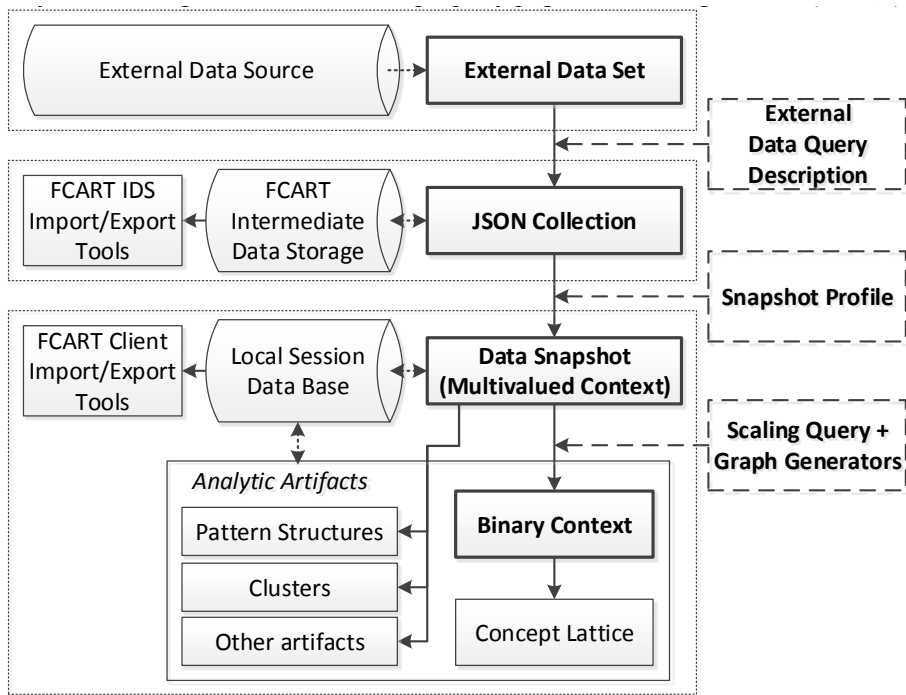 External Data Source
External Data Set
External
Data Query
Description
FCART IDS
Import/Export
Tools
FCART
Intermediate
Data Storage
JSON Collection
Snapshot Profile
FCART Client
Import/Export
Tools
Local Session
Data Base
Data Snapshot
(Multivalued Context)
Scaling Query +
Graph Generators
Analytic Artifacts
Pattern Structures
Clusters
Other artifacts
Binary Context
Concept Lattice